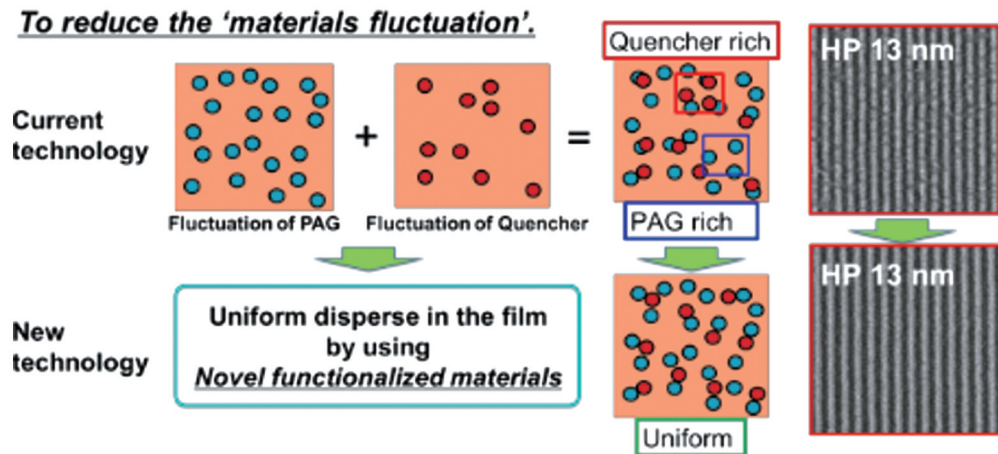 To reduce the ‘materials fluctuation’.
Quencher rich
HP 13 nm
Current
technology
+
=
Fluctuation of PAG
Fluctuation of Quencher
PAG rich
HP 13 nm
New
technology
Uniform disperse in the film
by using
Novel functionalized materials
Uniform